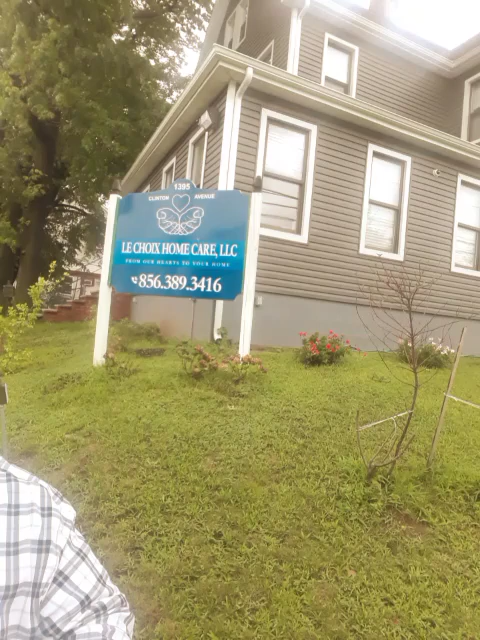 1395
CLINTON AVENUE
LE CHOIX HOME CARE, LLC
FROM OUR HEARTS TO YOUR HOME
856.389.3416